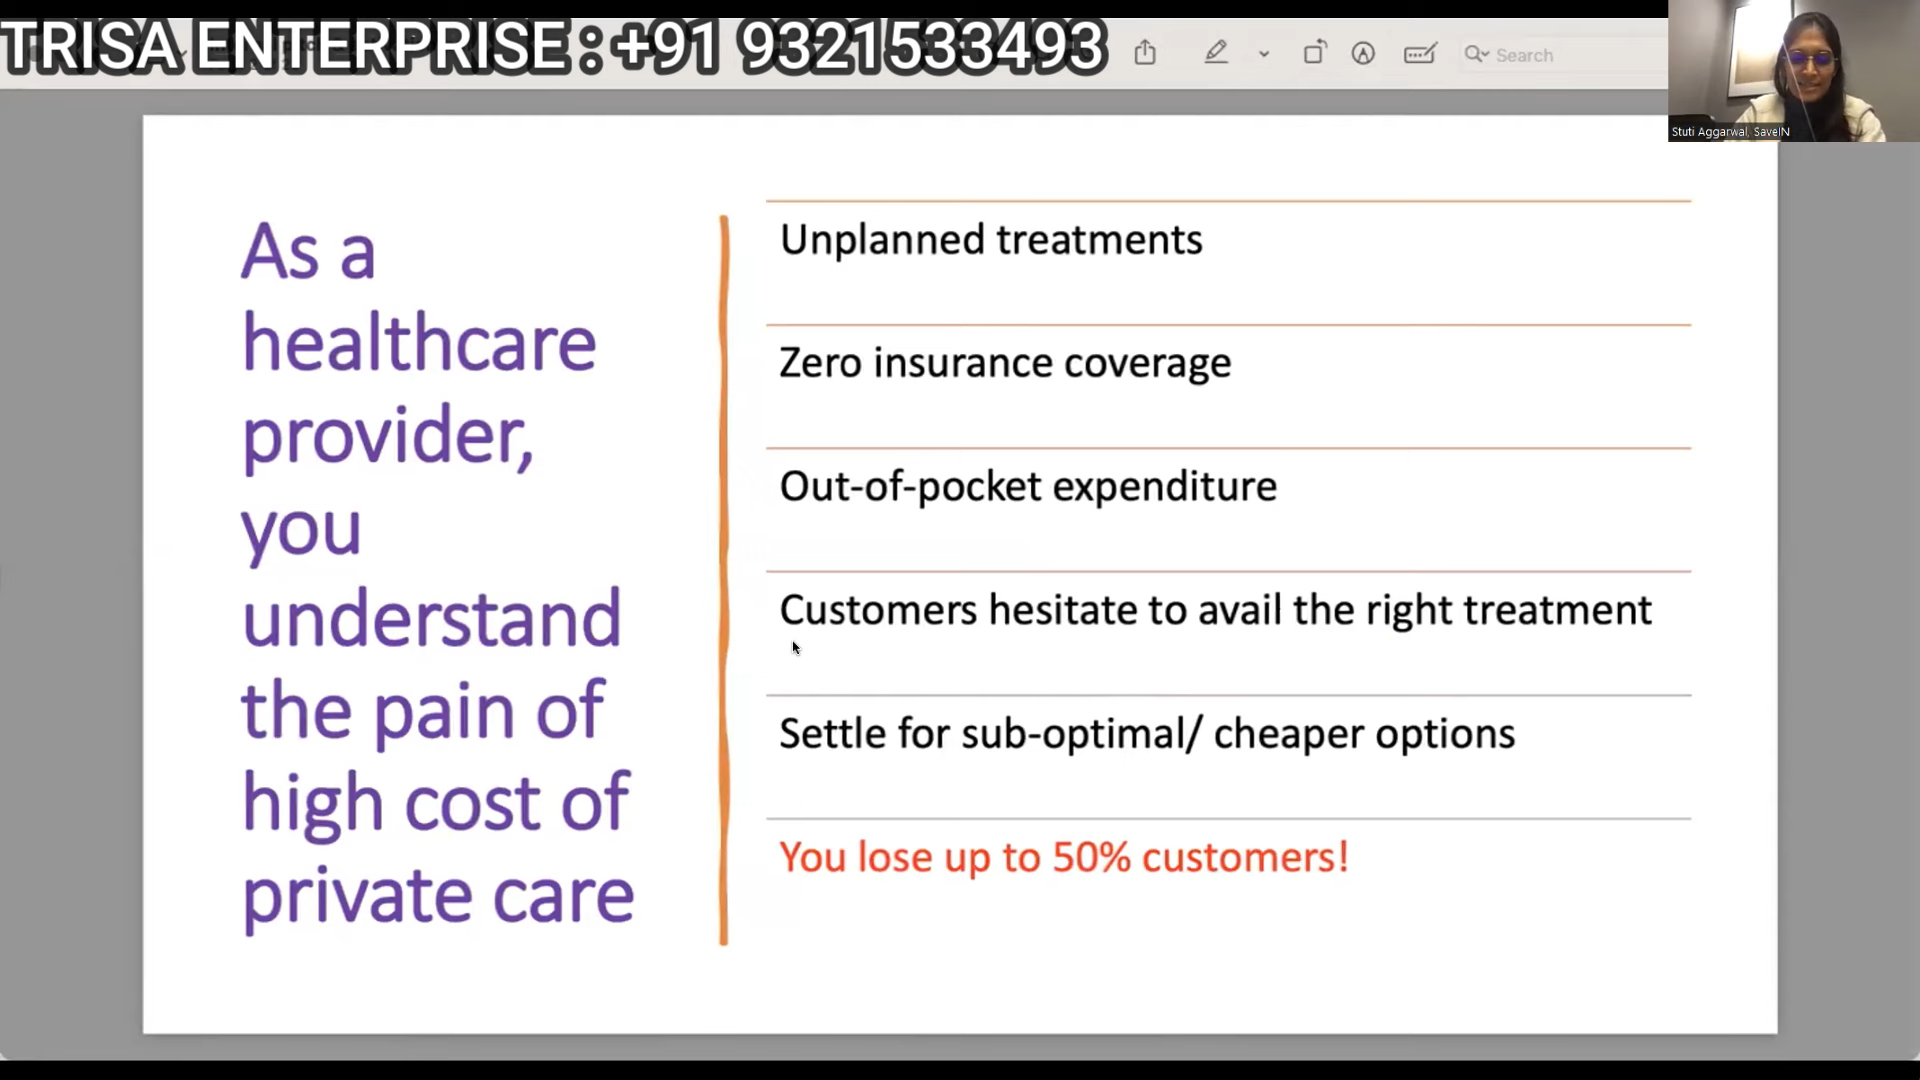 TRISA ENTERPRISE : +91 9321533493
Search
Stuti Aggarwal, SaveIN
As a
healthcare
provider,
you
understand
the pain of
high cost of
private care
Unplanned treatments
Zero insurance coverage
Out-of-pocket expenditure
Customers hesitate to avail the right treatment
Settle for sub-optimal/ cheaper options
You lose up to 50% customers!